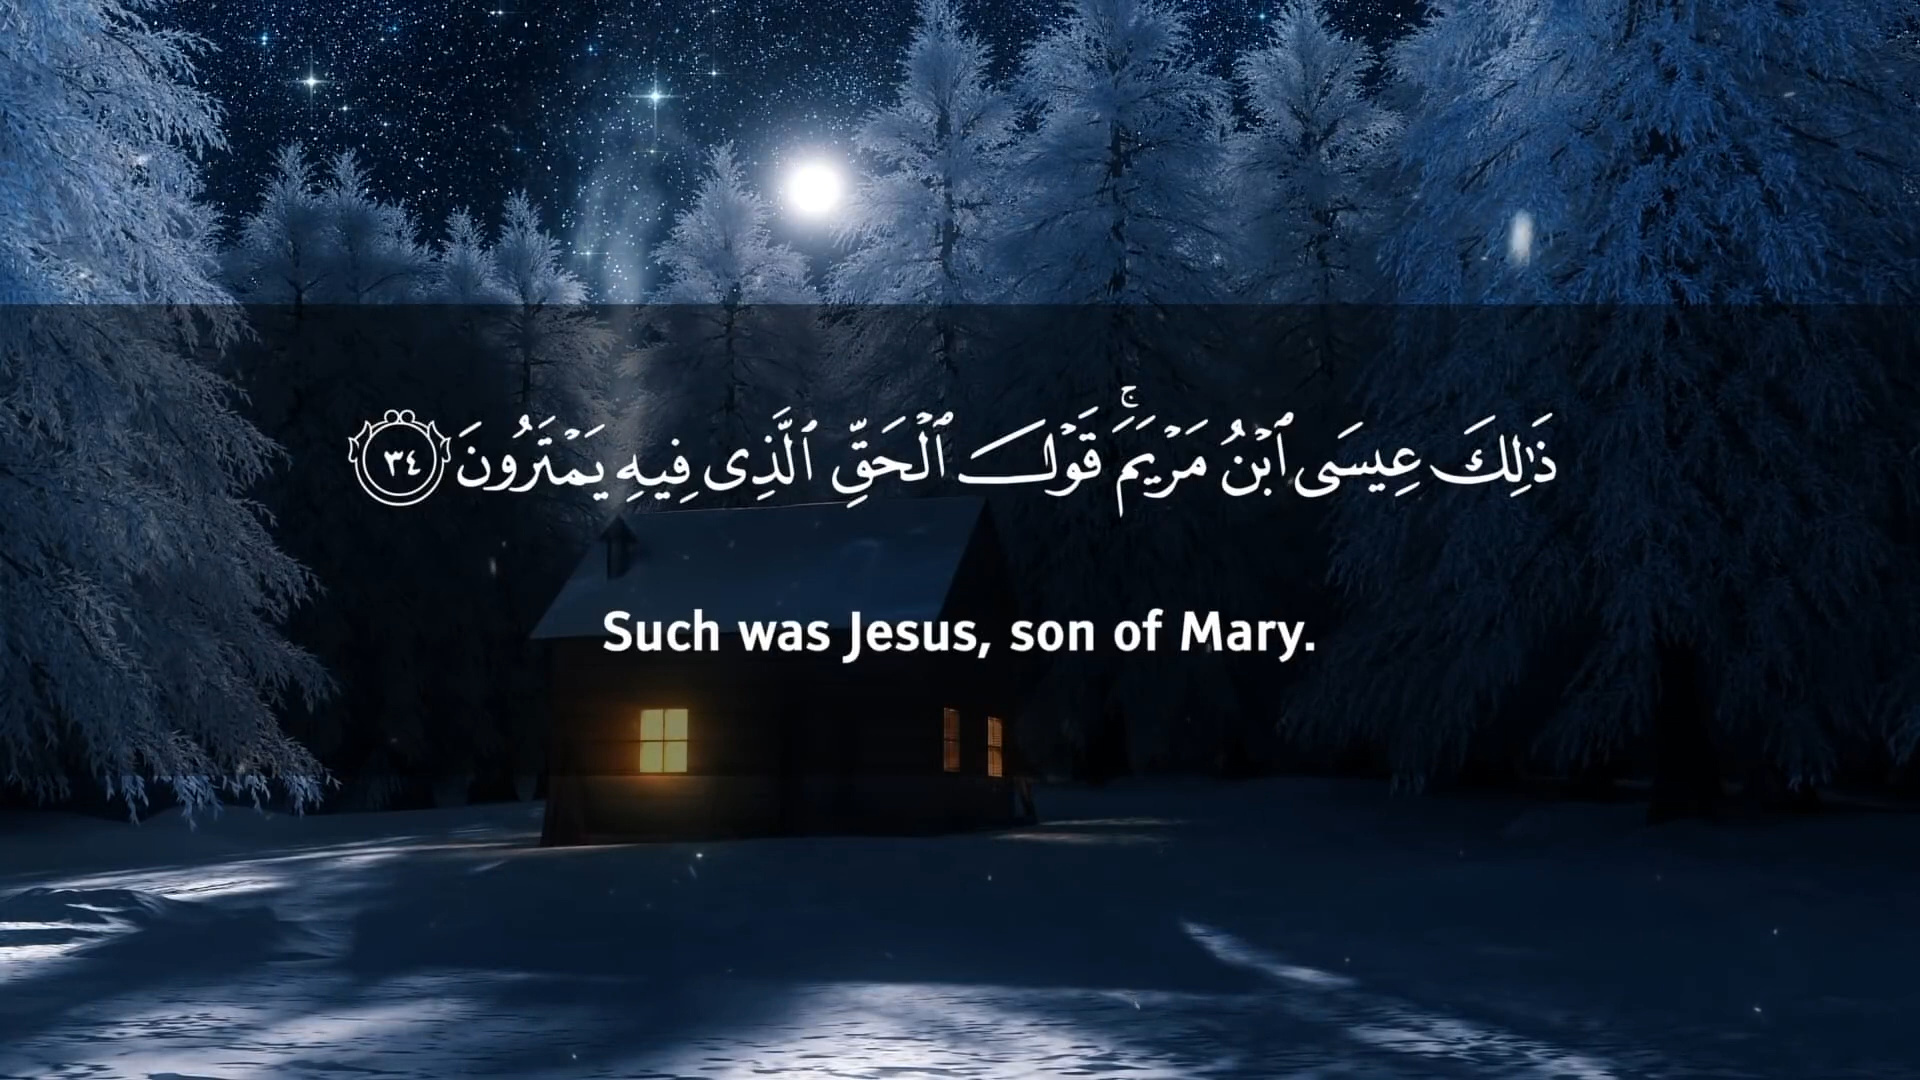 ذَٰلِكَ عِيسَى ٱبْنُ مَرْيَمَ ۚ قَوْلَ ٱلْحَقِّ ٱلَّذِى فِيهِ يَمْتَرُونَ ٣٤
Such was Jesus, son of Mary.